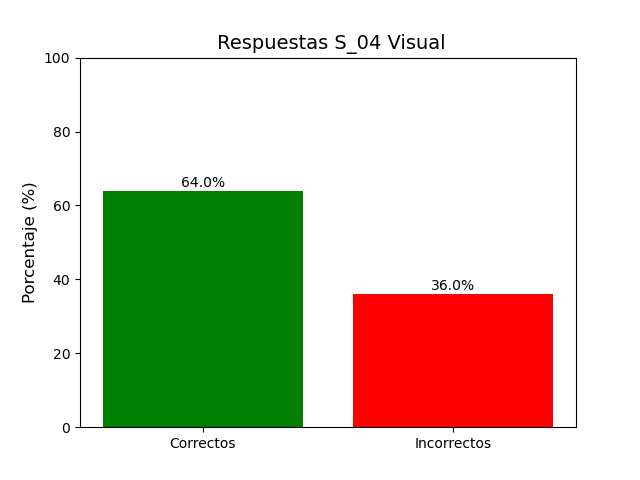 Respuestas S_04 Visual
Porcentaje (%)
100
80
60
40
20
0
64.0%
36.0%
Correctos
Incorrectos